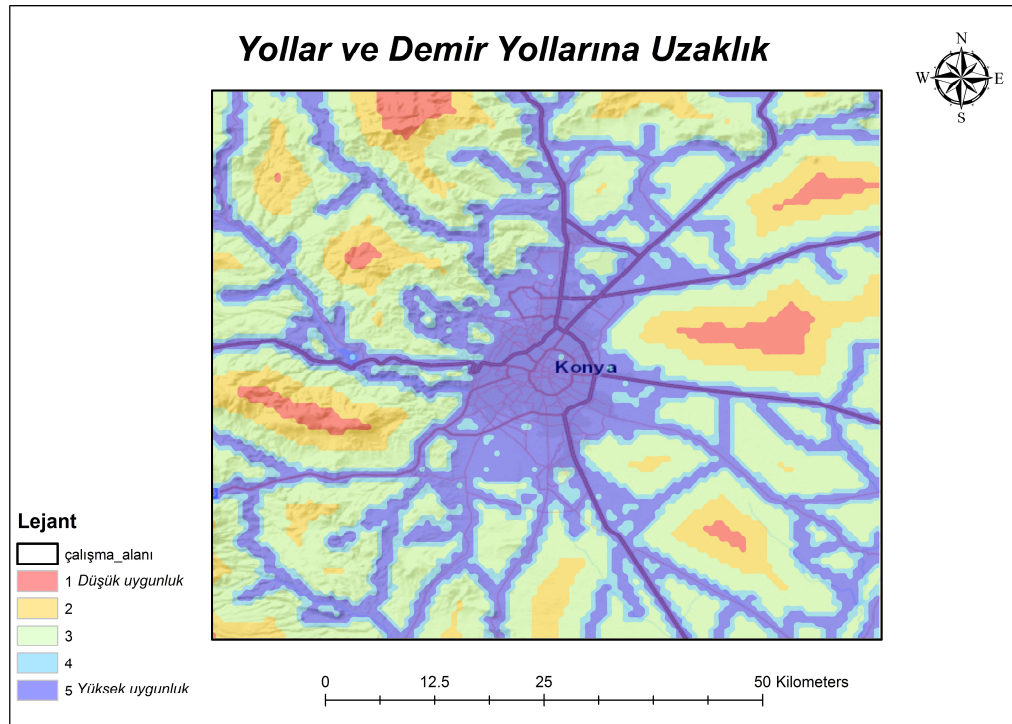 Yollar ve Demir Yollarına Uzaklık
N
W E
S
Konya
Lejant
çalışma_alanı
1 Düşük uygunluk
2
3
4
5 Yüksek uygunluk
0 12.5 25 50 Kilometers